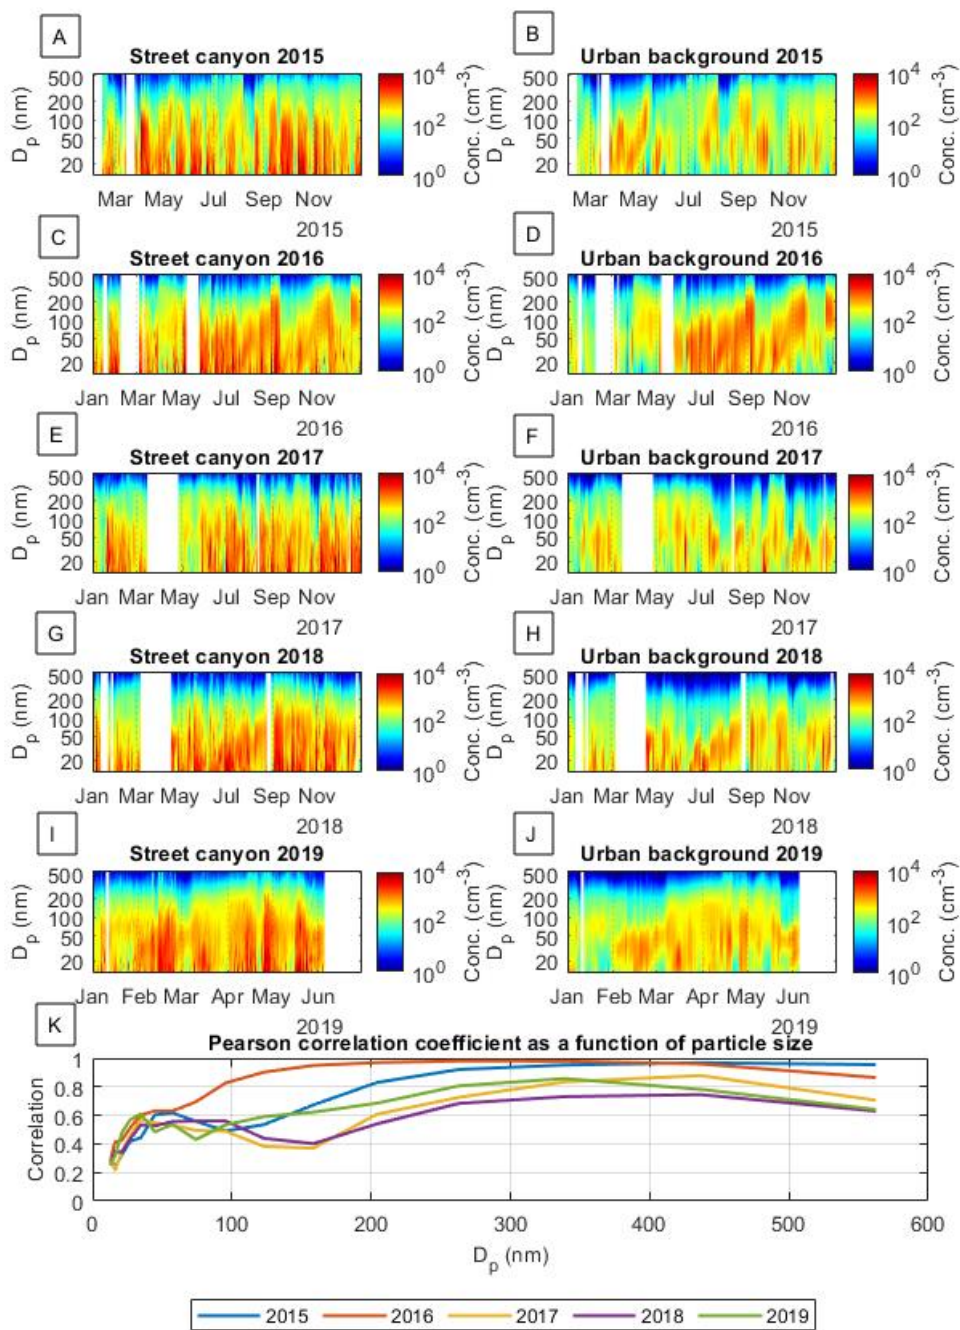 A
B
Street canyon 2015
Urban background 2015
500
200
100
50
20
D_p (nm)
Mar May Jul Sep Nov
2015
10^4
10^2
10^0
Conc. (cm^-3)
500
200
100
50
20
D_p (nm)
Mar May Jul Sep Nov
2015
10^4
10^2
10^0
Conc. (cm^-3)
C
D
Street canyon 2016
Urban background 2016
500
200
100
50
20
D_p (nm)
Jan Mar May Jul Sep Nov
2016
10^4
10^2
10^0
Conc. (cm^-3)
500
200
100
50
20
D_p (nm)
Jan Mar May Jul Sep Nov
2016
10^4
10^2
10^0
Conc. (cm^-3)
E
F
Street canyon 2017
Urban background 2017
500
200
100
50
20
D_p (nm)
Jan Mar May Jul Sep Nov
2017
10^4
10^2
10^0
Conc. (cm^-3)
500
200
100
50
20
D_p (nm)
Jan Mar May Jul Sep Nov
2017
10^4
10^2
10^0
Conc. (cm^-3)
G
H
Street canyon 2018
Urban background 2018
500
200
100
50
20
D_p (nm)
Jan Mar May Jul Sep Nov
2018
10^4
10^2
10^0
Conc. (cm^-3)
500
200
100
50
20
D_p (nm)
Jan Mar May Jul Sep Nov
2018
10^4
10^2
10^0
Conc. (cm^-3)
I
J
Street canyon 2019
Urban background 2019
500
200
100
50
20
D_p (nm)
Jan Feb Mar Apr May Jun
2019
10^4
10^2
10^0
Conc. (cm^-3)
500
200
100
50
20
D_p (nm)
Jan Feb Mar Apr May Jun
2019
10^4
10^2
10^0
Conc. (cm^-3)
K
Pearson correlation coefficient as a function of particle size
1
0.8
0.6
0.4
0.2
0
Correlation
0 100 200 300 400 500 600
D_p (nm)
2015 2016 2017 2018 2019